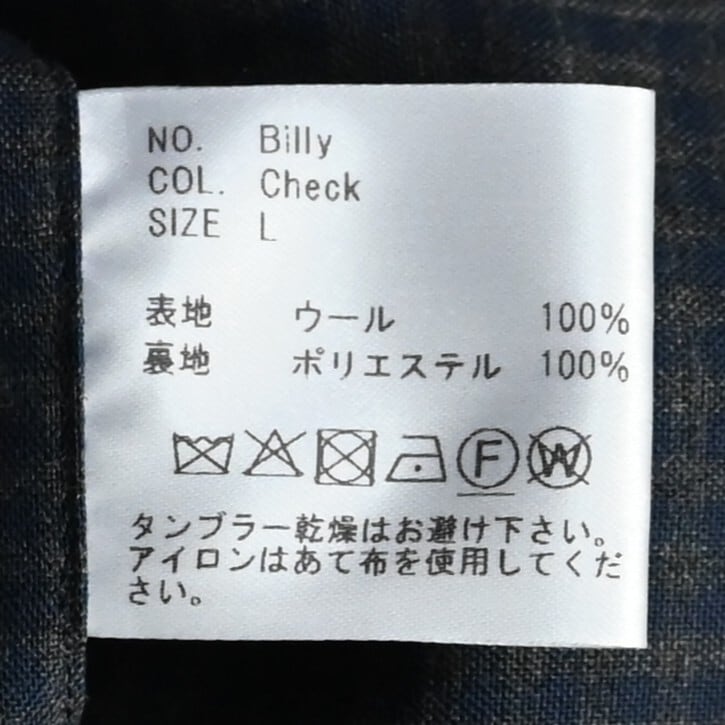 NO. Billy
COL. Check
SIZE L
表地 ウール 100%
裏地 ポリエステル 100%
F W
タンブラー乾燥はお避け下さい。
アイロンはあて布を使用してくだ
さい。